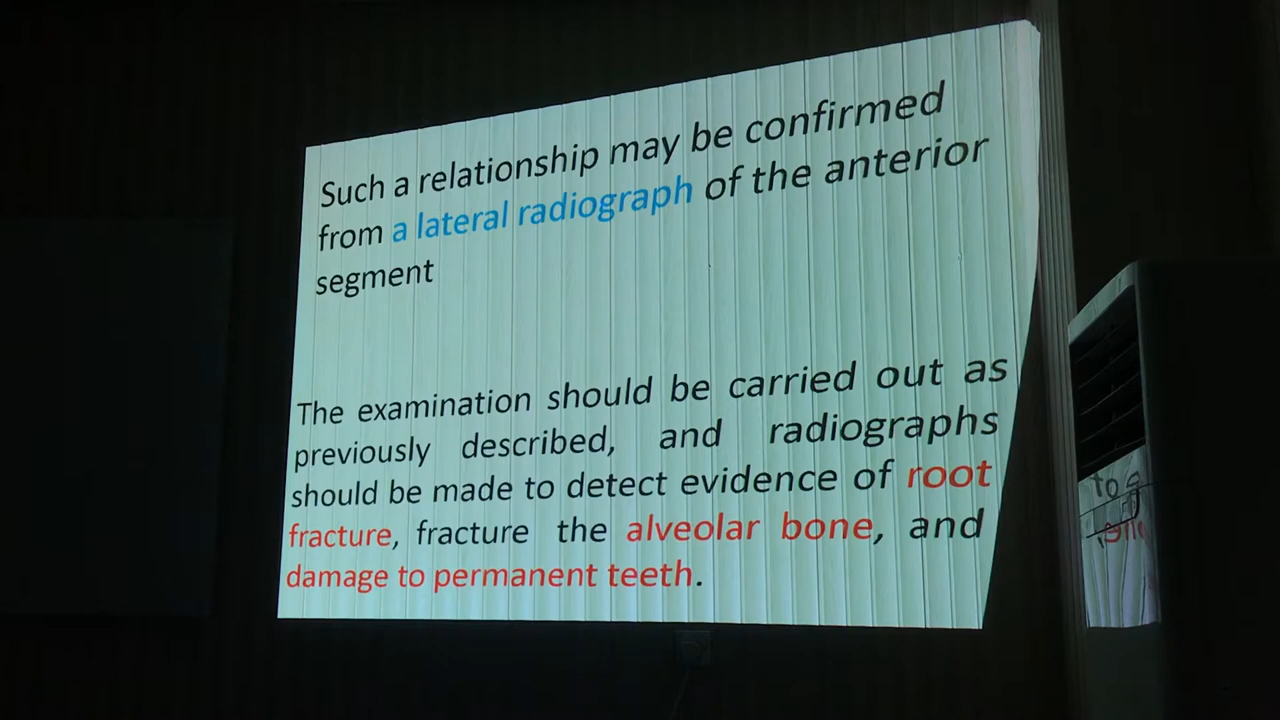 Such a relationship may be confirmed
from a lateral radiograph of the anterior
segment
The examination should be carried out as
previously described, and radiographs
should be made to detect evidence of root
fracture, fracture the alveolar bone, and
damage to permanent teeth.
to